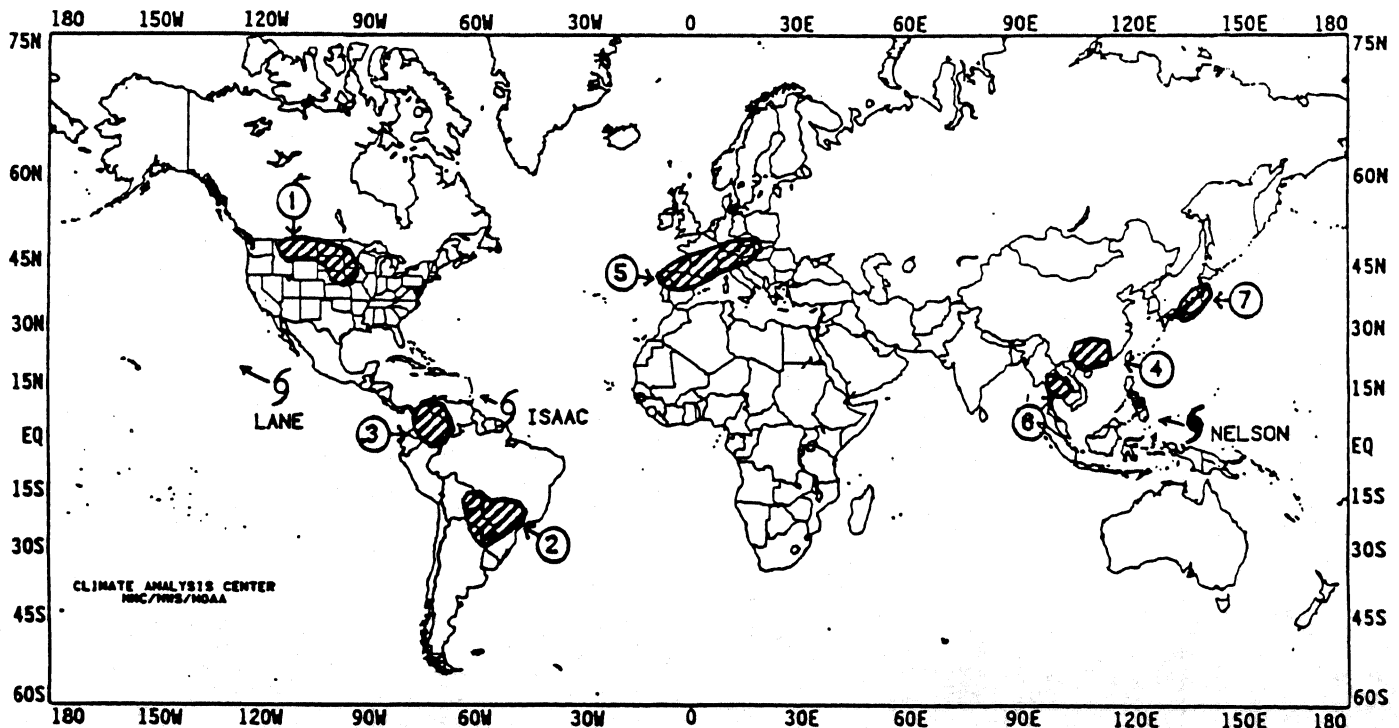 180 150W 120W 90W 60W 30W 0 30E 60E 90E 120E 150E 180
75N 75N
60N 60N
1
45N 45N
5
7
30N 30N
4
15N 15N
LANE
ISAAC
6
3
NELSON
EQ EQ
15S 15S
2
30S 30S
CLIMATE ANALYSIS CENTER
NMC/NWS/NOAA
45S 45S
60S 60S
180 150W 120W 90W 60W 30W 0 30E 60E 90E 120E 150E 180